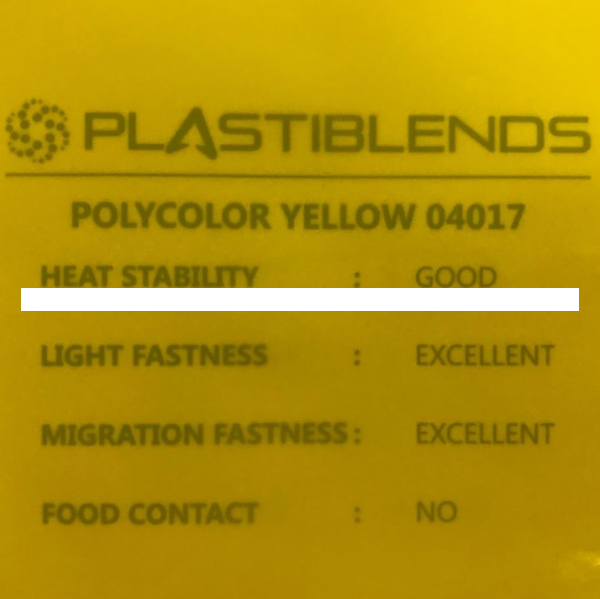 PLASTIBLENDS
POLYCOLOR YELLOW 04017
HEAT STABILITY : GOOD
LIGHT FASTNESS : EXCELLENT
MIGRATION FASTNESS : EXCELLENT
FOOD CONTACT : NO